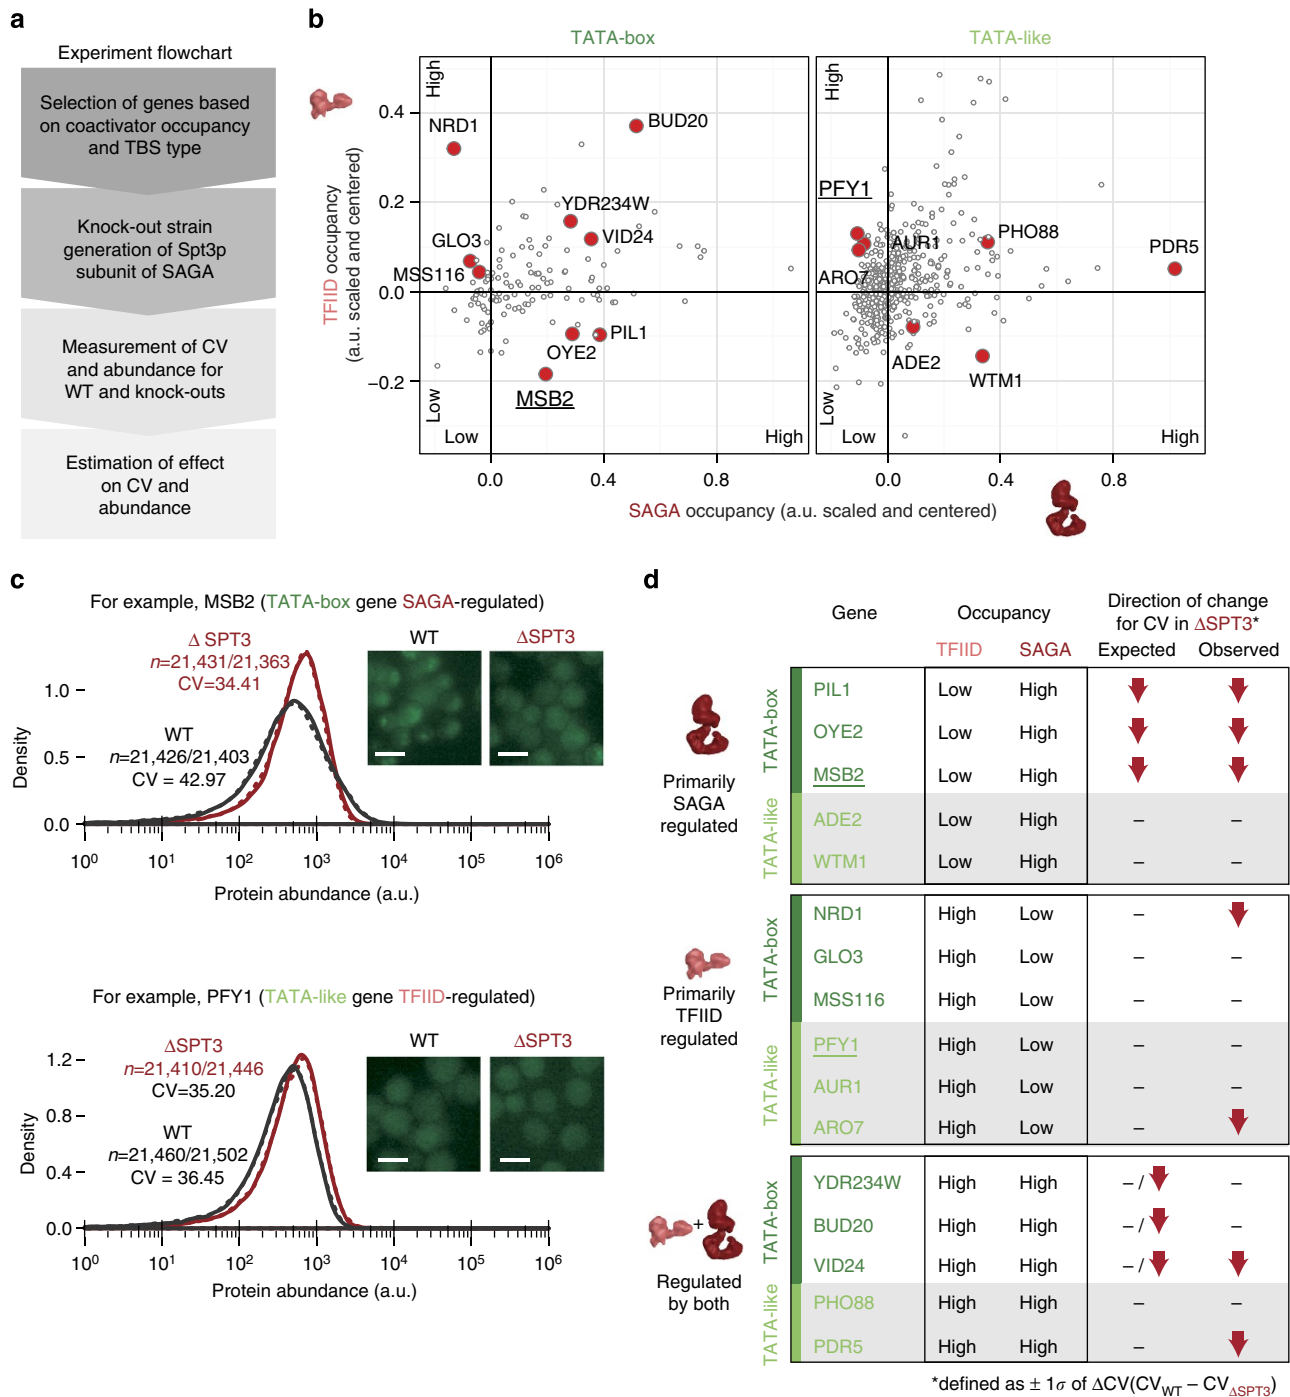 a
Experiment flowchart
Selection of genes based
on coactivator occupancy
and TBS type
Knock-out strain
generation of Spt3p
subunit of SAGA
Measurement of CV
and abundance for
WT and knock-outs
Estimation of effect
on CV and
abundance
b
TATA-box
TATA-like
TFIID occupancy
(a.u. scaled and centered)
0.4
0.2
0.0
−0.2
High
Low
Low
High
NRD1
BUD20
YDR234W
VID24
GLO3
MSS116
PIL1
OYE2
MSB2
High
Low
Low
High
PFY1
AUR1
PHO88
PDR5
ARO7
ADE2
WTM1
0.0 0.4 0.8
0.0 0.4 0.8
SAGA occupancy (a.u. scaled and centered)
c
For example, MSB2 (TATA-box gene SAGA-regulated)
Δ SPT3
n=21,431/21,363
CV=34.41
WT
n=21,426/21,403
CV = 42.97
WT
ΔSPT3
Density
1.0
0.5
0.0
10⁰ 10¹ 10² 10³ 10⁴ 10⁵ 10⁶
Protein abundance (a.u.)
For example, PFY1 (TATA-like gene TFIID-regulated)
ΔSPT3
n=21,410/21,446
CV=35.20
WT
n=21,460/21,502
CV = 36.45
WT
ΔSPT3
Density
1.2
0.8
0.4
0.0
10⁰ 10¹ 10² 10³ 10⁴ 10⁵ 10⁶
Protein abundance (a.u.)
d
Gene
Occupancy
Direction of change
for CV in ΔSPT3*
TFIID SAGA Expected Observed
Primarily
SAGA
regulated
TATA-box
PIL1 Low High
OYE2 Low High
MSB2 Low High
TATA-like
ADE2 Low High – –
WTM1 Low High – –
Primarily
TFIID
regulated
TATA-box
NRD1 High Low –
GLO3 High Low – –
MSS116 High Low – –
TATA-like
PFY1 High Low – –
AUR1 High Low – –
ARO7 High Low –
+
Regulated
by both
TATA-box
YDR234W High High – / –
BUD20 High High – / –
VID24 High High – /
TATA-like
PHO88 High High – –
PDR5 High High –
*defined as ± 1σ of ΔCV(CV_WT – CV_ΔSPT3)